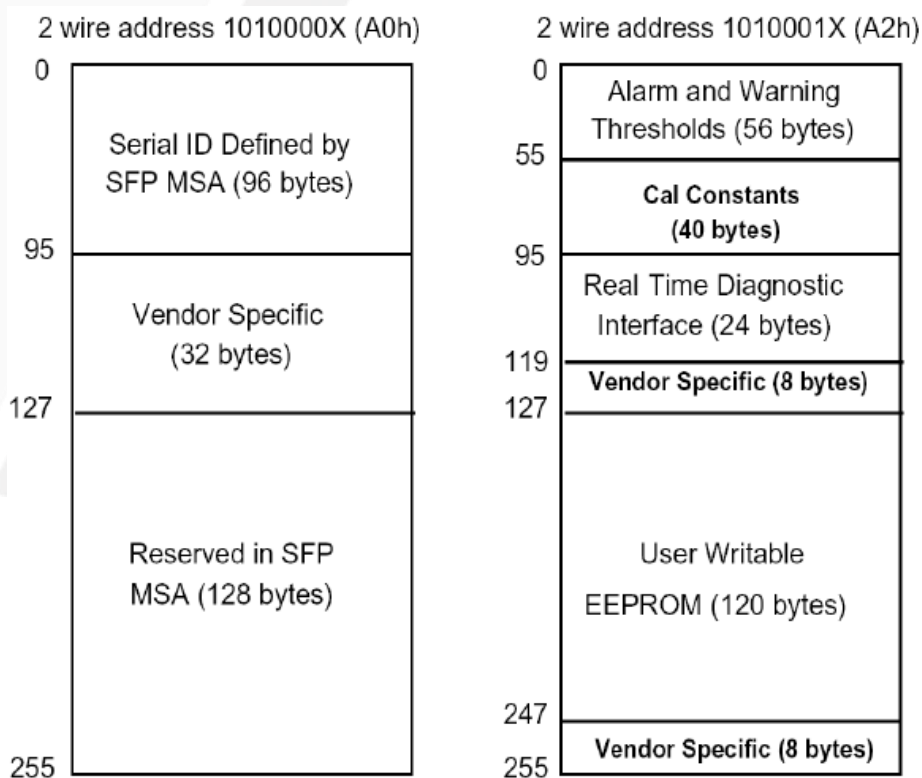 2 wire address 1010000X (A0h)
0
Serial ID Defined by
SFP MSA (96 bytes)
95
Vendor Specific
(32 bytes)
127
Reserved in SFP
MSA (128 bytes)
255
2 wire address 1010001X (A2h)
0
Alarm and Warning
Thresholds (56 bytes)
55
Cal Constants
(40 bytes)
95
Real Time Diagnostic
Interface (24 bytes)
119
Vendor Specific (8 bytes)
127
User Writable
EEPROM (120 bytes)
247
Vendor Specific (8 bytes)
255